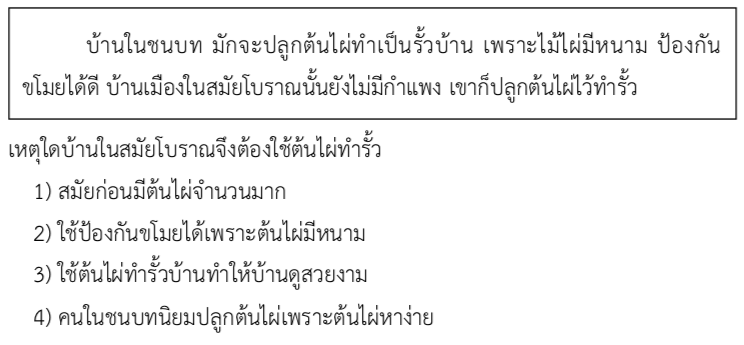 บ้านในชนบท มักจะปลูกต้นไผ่ทำเป็นรั้วบ้าน เพราะไม้ไผ่มีหนาม ป้องกัน
ขโมยได้ดี บ้านเมืองในสมัยโบราณนั้นยังไม่มีกำแพง เขาก็ปลูกต้นไผ่ไว้ทำรั้ว
เหตุใดบ้านในสมัยโบราณจึงต้องใช้ต้นไผ่ทำรั้ว
1) สมัยก่อนมีต้นไผ่จำนวนมาก
2) ใช้ป้องกันขโมยได้เพราะต้นไผ่มีหนาม
3) ใช้ต้นไผ่ทำรั้วบ้านทำให้บ้านดูสวยงาม
4) คนในชนบทนิยมปลูกต้นไผ่เพราะต้นไผ่หาง่าย